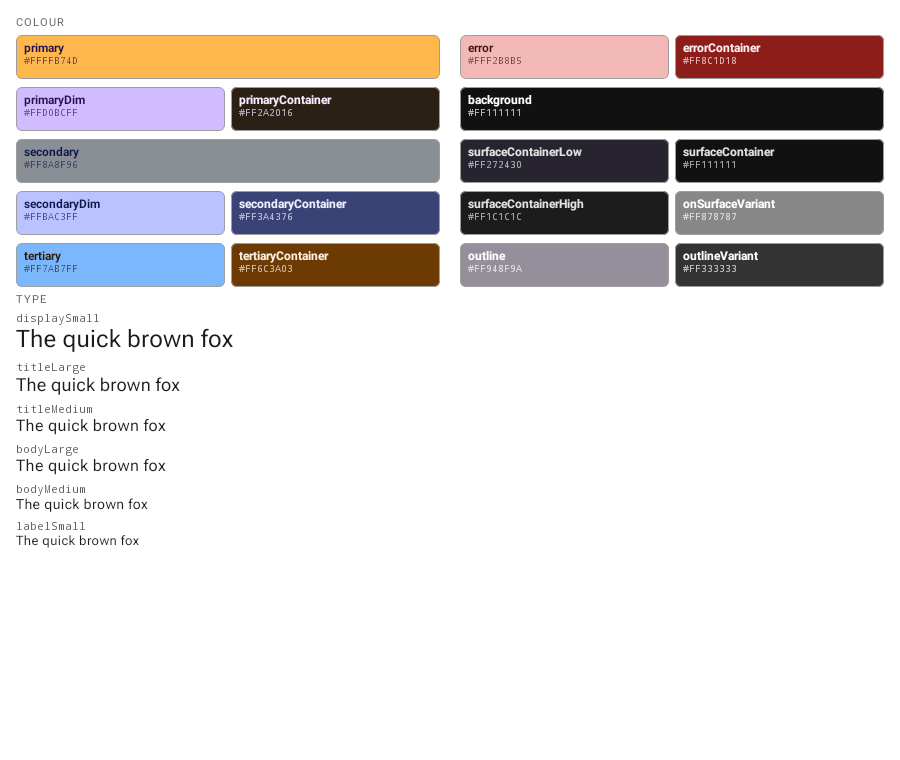 COLOUR
primary
#FFFFB74D
primaryDim
#FFD0BCFF
primaryContainer
#FF2A2016
secondary
#FF8A8F96
secondaryDim
#FFBAC3FF
secondaryContainer
#FF3A4376
tertiary
#FF7AB7FF
tertiaryContainer
#FF6C3A03
error
#FFF2B8B5
errorContainer
#FF8C1D18
background
#FF111111
surfaceContainerLow
#FF272430
surfaceContainer
#FF111111
surfaceContainerHigh
#FF1C1C1C
onSurfaceVariant
#FF878787
outline
#FF948F9A
outlineVariant
#FF333333
TYPE
displaySmall
The quick brown fox
titleLarge
The quick brown fox
titleMedium
The quick brown fox
bodyLarge
The quick brown fox
bodyMedium
The quick brown fox
labelSmall
The quick brown fox